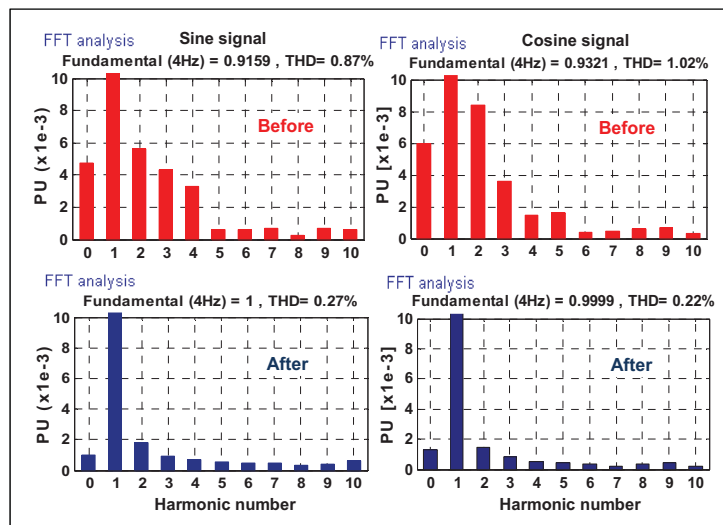 FFT analysis
Sine signal
Fundamental (4Hz) = 0.9159 , THD= 0.87%
PU (x1e-3)
10
8
6
4
2
0
Before
0 1 2 3 4 5 6 7 8 9 10
FFT analysis
Cosine signal
Fundamental (4Hz) = 0.9321 , THD= 1.02%
PU [x1e-3]
10
8
6
4
2
0
Before
0 1 2 3 4 5 6 7 8 9 10
FFT analysis
Fundamental (4Hz) = 1 , THD= 0.27%
PU (x1e-3)
10
8
6
4
2
0
After
0 1 2 3 4 5 6 7 8 9 10
Harmonic number
FFT analysis
Fundamental (4Hz) = 0.9999 , THD= 0.22%
PU [x1e-3]
10
8
6
4
2
0
After
0 1 2 3 4 5 6 7 8 9 10
Harmonic number